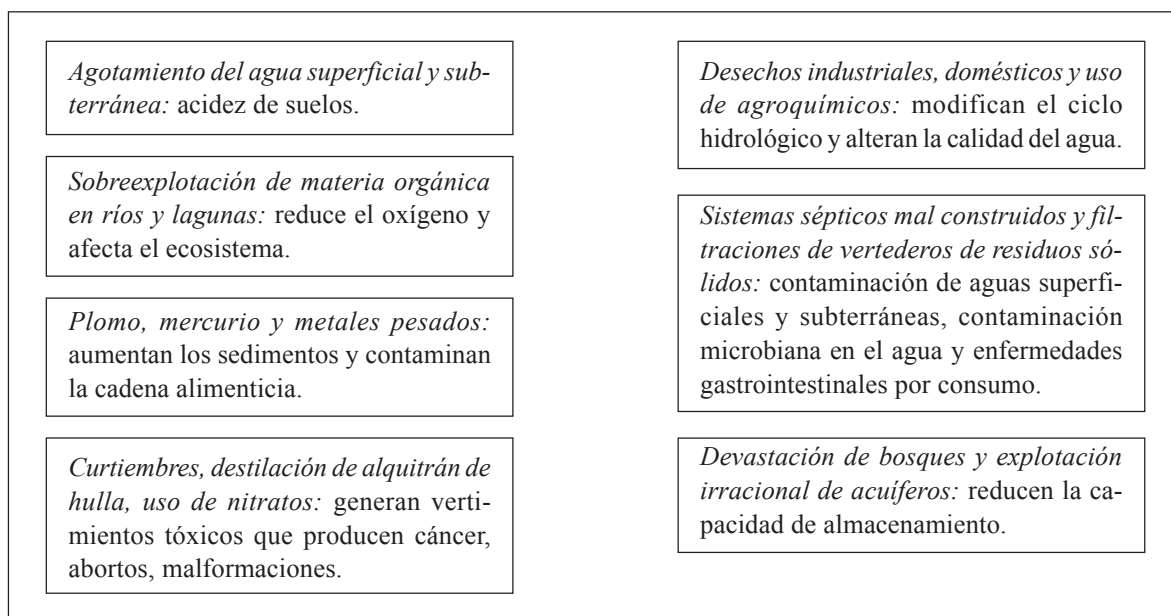 Agotamiento del agua superficial y sub-
terránea: acidez de suelos.
Sobreexplotación de materia orgánica
en ríos y lagunas: reduce el oxígeno y
afecta el ecosistema.
Plomo, mercurio y metales pesados:
aumentan los sedimentos y contaminan
la cadena alimenticia.
Curtiembres, destilación de alquitrán de
hulla, uso de nitratos: generan verti-
mientos tóxicos que producen cáncer,
abortos, malformaciones.
Desechos industriales, domésticos y uso
de agroquímicos: modifican el ciclo
hidrológico y alteran la calidad del agua.
Sistemas sépticos mal construidos y fil-
traciones de vertederos de residuos só-
lidos: contaminación de aguas superfi-
ciales y subterráneas, contaminación
microbiana en el agua y enfermedades
gastrointestinales por consumo.
Devastación de bosques y explotación
irracional de acuíferos: reducen la ca-
pacidad de almacenamiento.